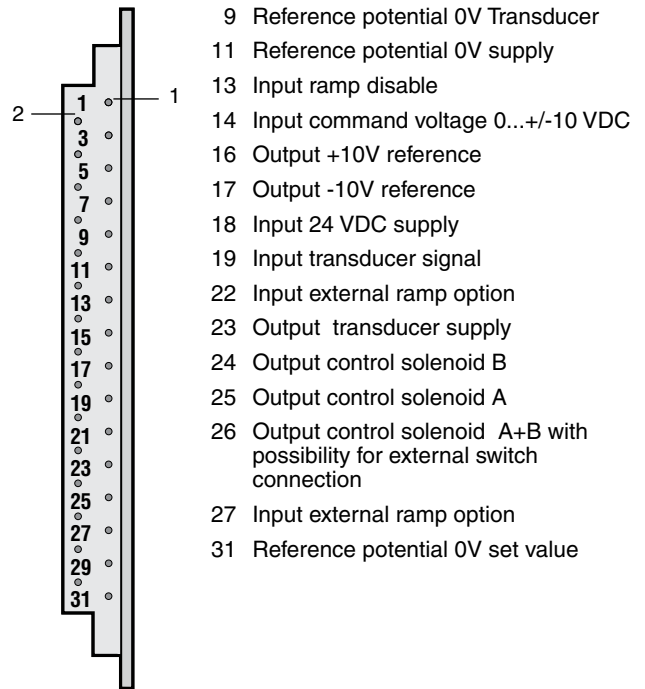 1
2
1
3
5
7
9
11
13
15
17
19
21
23
25
27
29
31
9 Reference potential 0V Transducer
11 Reference potential 0V supply
13 Input ramp disable
14 Input command voltage 0...+/-10 VDC
16 Output +10V reference
17 Output -10V reference
18 Input 24 VDC supply
19 Input transducer signal
22 Input external ramp option
23 Output transducer supply
24 Output control solenoid B
25 Output control solenoid A
26 Output control solenoid A+B with
possibility for external switch
connection
27 Input external ramp option
31 Reference potential 0V set value